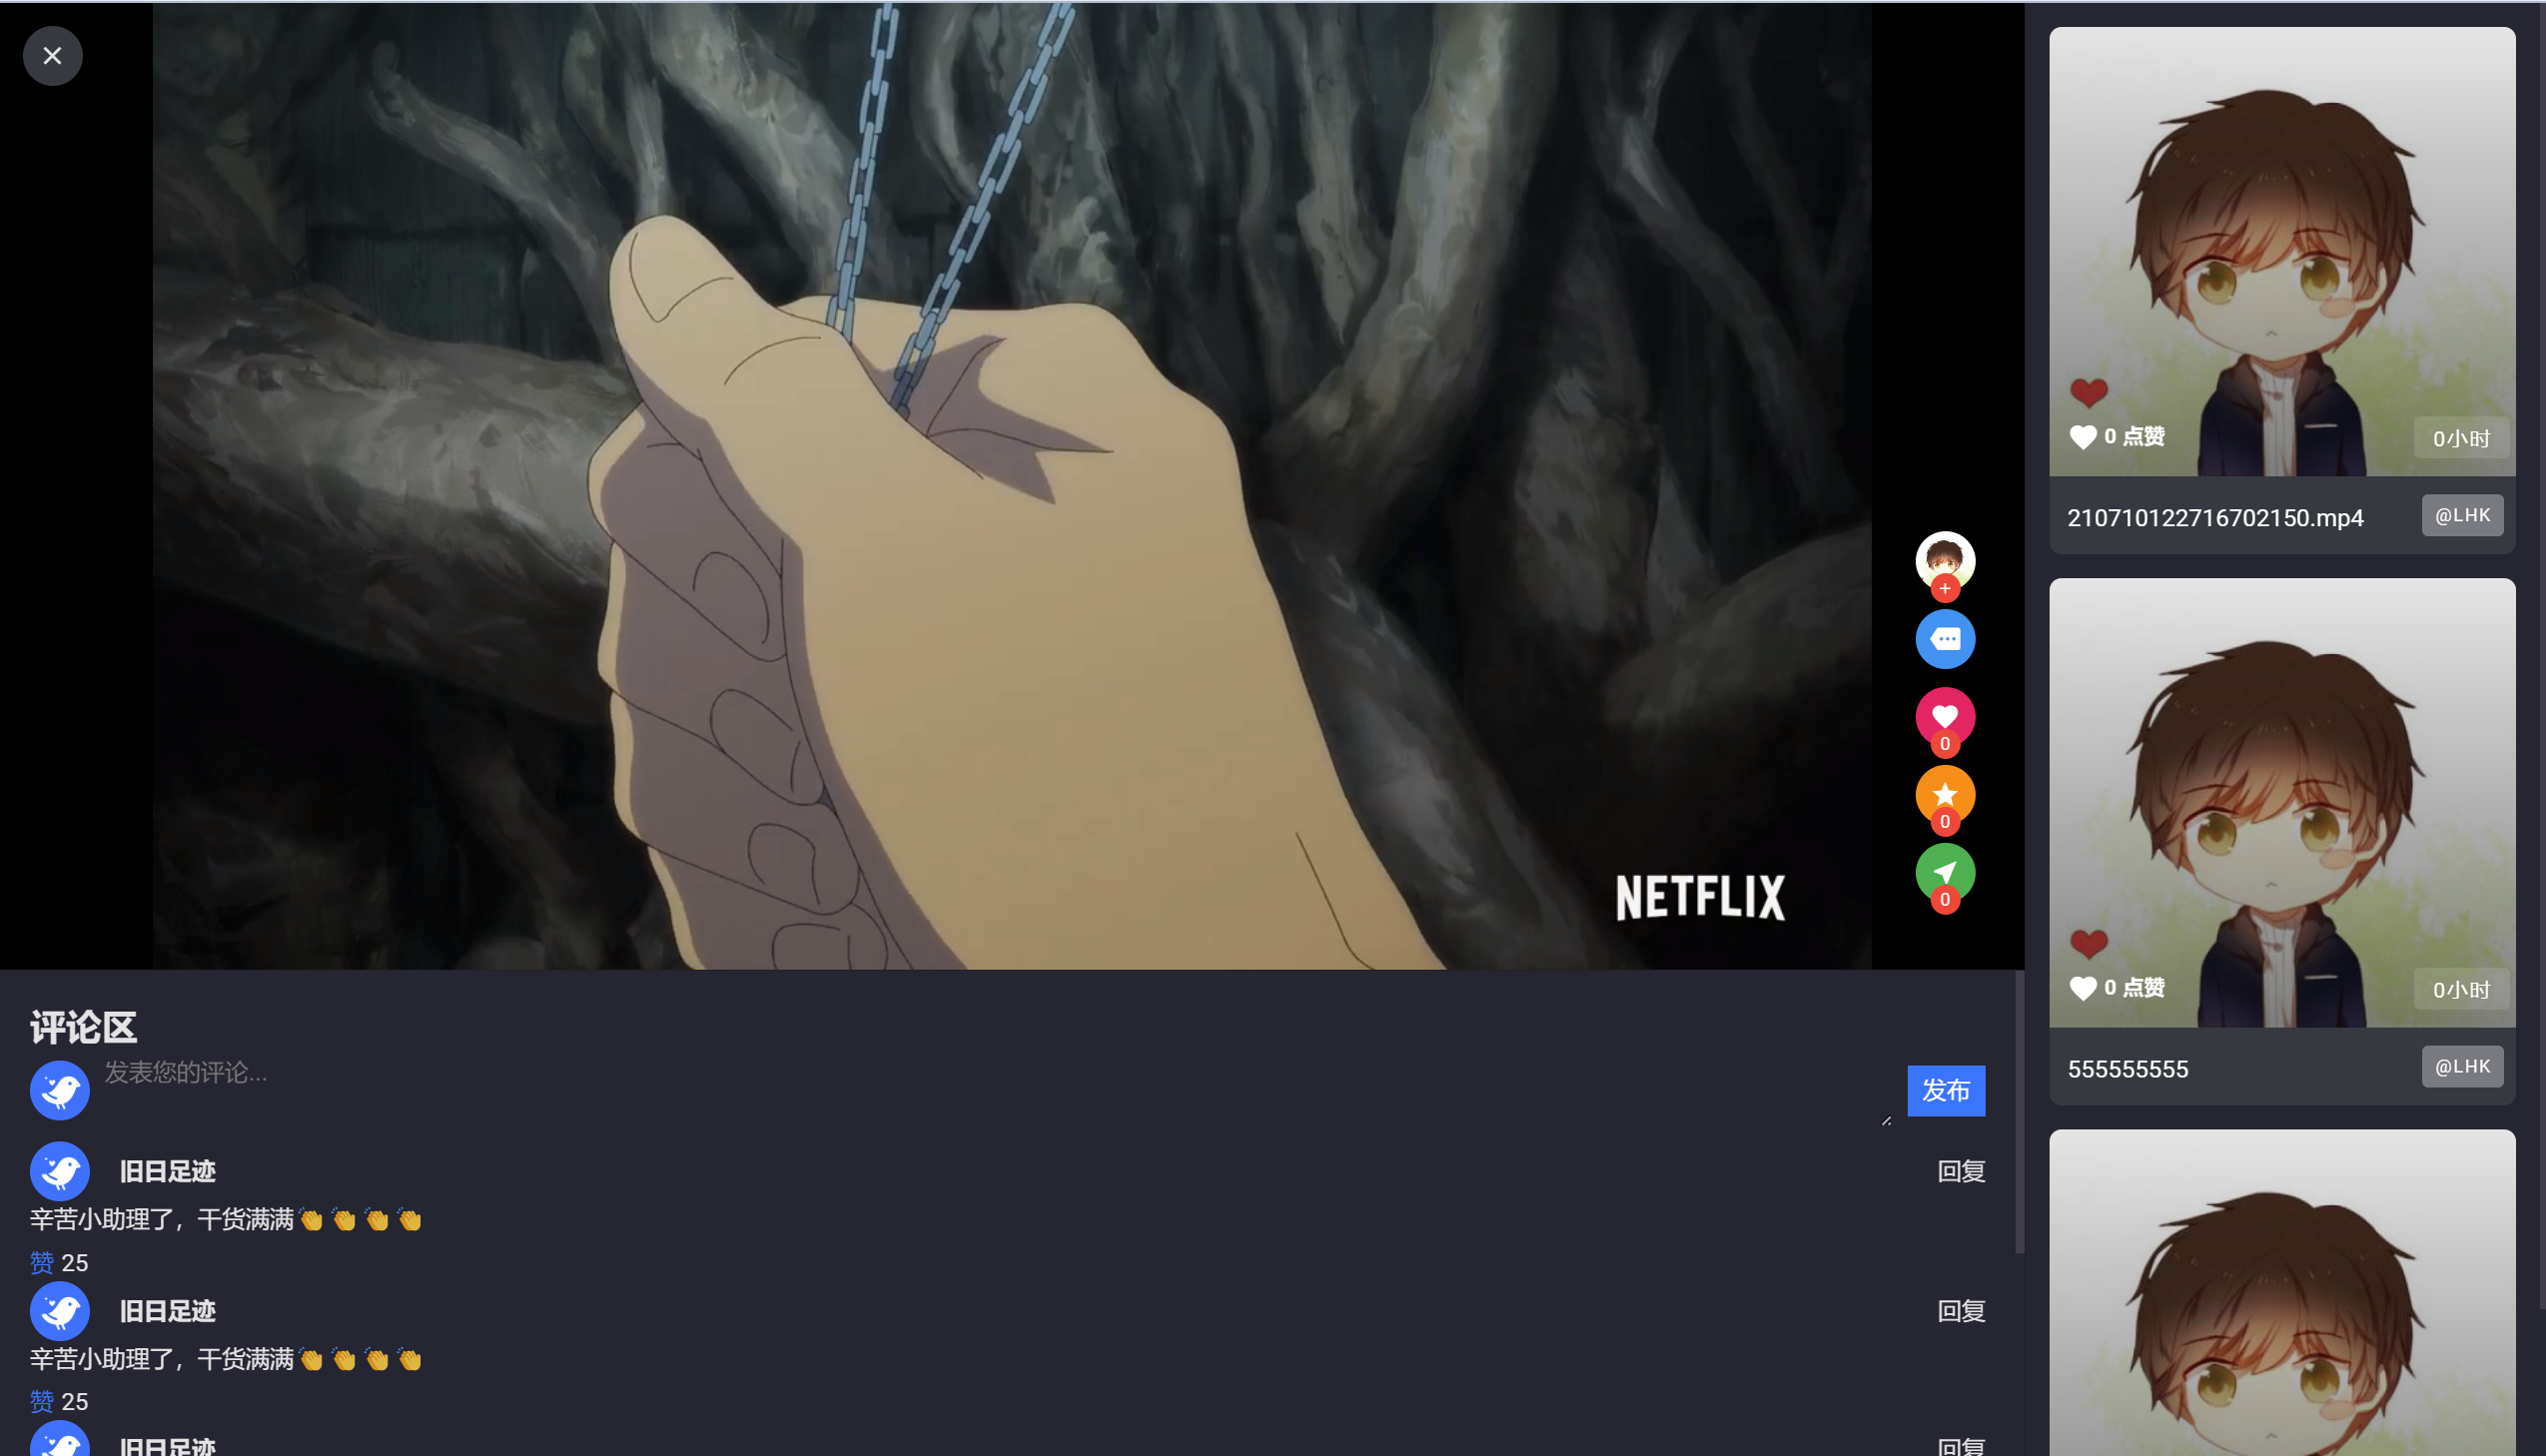 NETFLIX
0
0
0
评论区
发表您的评论...
发布
旧日足迹
回复
辛苦小助理了，干货满满👏👏👏👏
赞 25
旧日足迹
回复
辛苦小助理了，干货满满👏👏👏👏
赞 25
旧日足迹
回复
0 点赞
0小时
210710122716702150.mp4
@LHK
0 点赞
0小时
555555555
@LHK